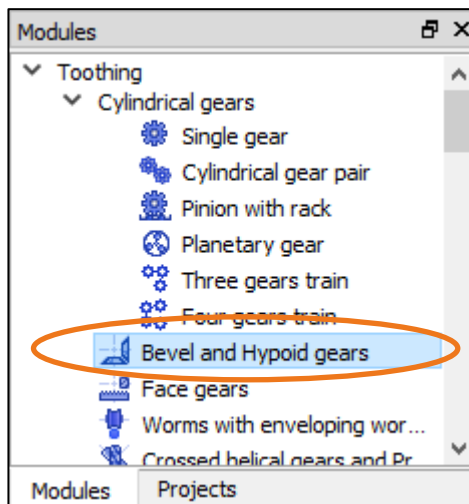 Modules
Toothing
Cylindrical gears
Single gear
Cylindrical gear pair
Pinion with rack
Planetary gear
Three gears train
Four gears train
Bevel and Hypoid gears
Face gears
Worms with enveloping wor...
Crossed helical gears and Pr...
Modules Projects